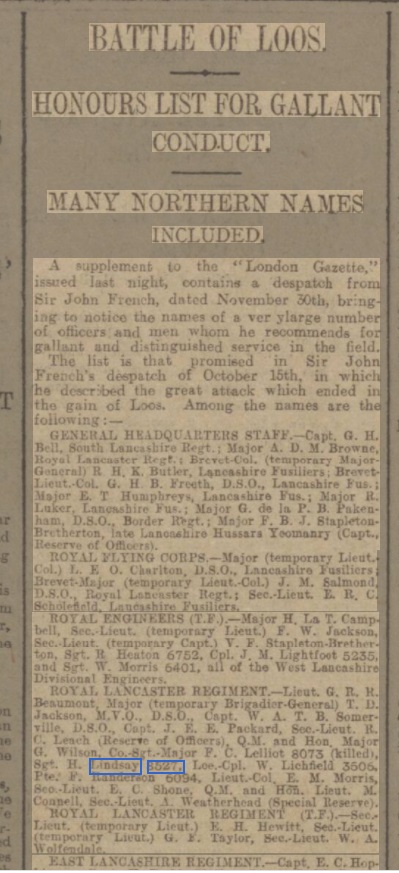 BATTLE OF LOOS.
HONOURS LIST FOR GALLANT
CONDUCT.
MANY NORTHERN NAMES
INCLUDED.
A supplement to the "London Gazette,"
issued last night, contains a despatch from
Sir John French, dated November 30th, bring-
ing to notice the names of a ver ylarge number
of officers and men whom he recommends for
gallant and distinguished service in the field.
The list is that promised in Sir John
French's despatch of October 15th, in which
he described the great attack which ended in
the gain of Loos. Among the names are the
following:—
GENERAL HEADQUARTERS STAFF.—Capt. G. H.
Bell, South Lancashire Regt.; Major A. D. M. Browne,
Royal Lancaster Regt.; Brevet-Col. (temporary Major-
General) R. H. K. Butler, Lancashire Fusiliers; Brevet-
Lieut.-Col. G. H. B. Freeth, D.S.O., Lancashire Fus.;
Major E. T. Humphreys, Lancashire Fus.; Major R.
Luker, Lancashire Fus.; Major G. de la P. B. Paken-
ham, D.S.O., Border Regt.; Major F. B. J. Stapleton-
Bretherton, late Lancashire Hussars Yeomanry (Capt.,
Reserve of Officers).
ROYAL FLYING CORPS.—Major (temporary Lieut.-
Col.) L. E. O. Charlton, D.S.O., Lancashire Fusiliers;
Brevet-Major (temporary Lieut.-Col.) J. M. Salmond,
D.S.O., Royal Lancaster Regt.; Sec-Lieut. E. R. C.
Scholefield, Lancashire Fusiliers.
ROYAL ENGINEERS (T.F.).—Major H. La T. Camp-
bell, Sec.-Lieut. (temporary Lieut.) F. W. Jackson,
Sec.-Lieut. (temporary Capt.) V. F. Stapleton-Brether-
ton, Sgt. R. Heaton 6752, Cpl. J. M. Lightfoot 5235,
and Sgt. W. Morris 6401, all of the West Lancashire
Divisional Engineers.
ROYAL LANCASTER REGIMENT.—Lieut. G. R. R.
Beaumont, Major (temporary Brigadier-General) T. D.
Jackson, M.V.O., D.S.O., Capt. W. A. T. B. Somer-
ville, D.S.O., Capt. J. E. E. Packard, Sec.-Lieut. R.
C. Leach (Reserve of Officers), Q.M. and Hon. Major
G. Wilson, Co.-Sgt.-Major F. C. Lelliot 8073 (killed),
Sgt. H. Lindsay 8527, Lce.-Cpl. W. Lichfield 3505,
Pte. F. Randerson 6094, Lieut-Col. E. M. Morris,
Sec.-Lieut. E. C. Shone, Q.M. and Hon. Lieut. M.
Connell, Sec.-Lieut. A. Weatherhead (Special Reserve).
ROYAL LANCASTER REGIMENT (T.F.).—Sec.-
Lieut. (temporary Lieut.) E. H. Hewitt, Sec.-Lieut.
(temporary Lieut.) G. F. Taylor, Sec.-Lieut. W. A.
Wolfendale.
EAST LANCASHIRE REGIMENT.—Capt. E. C. Hop-